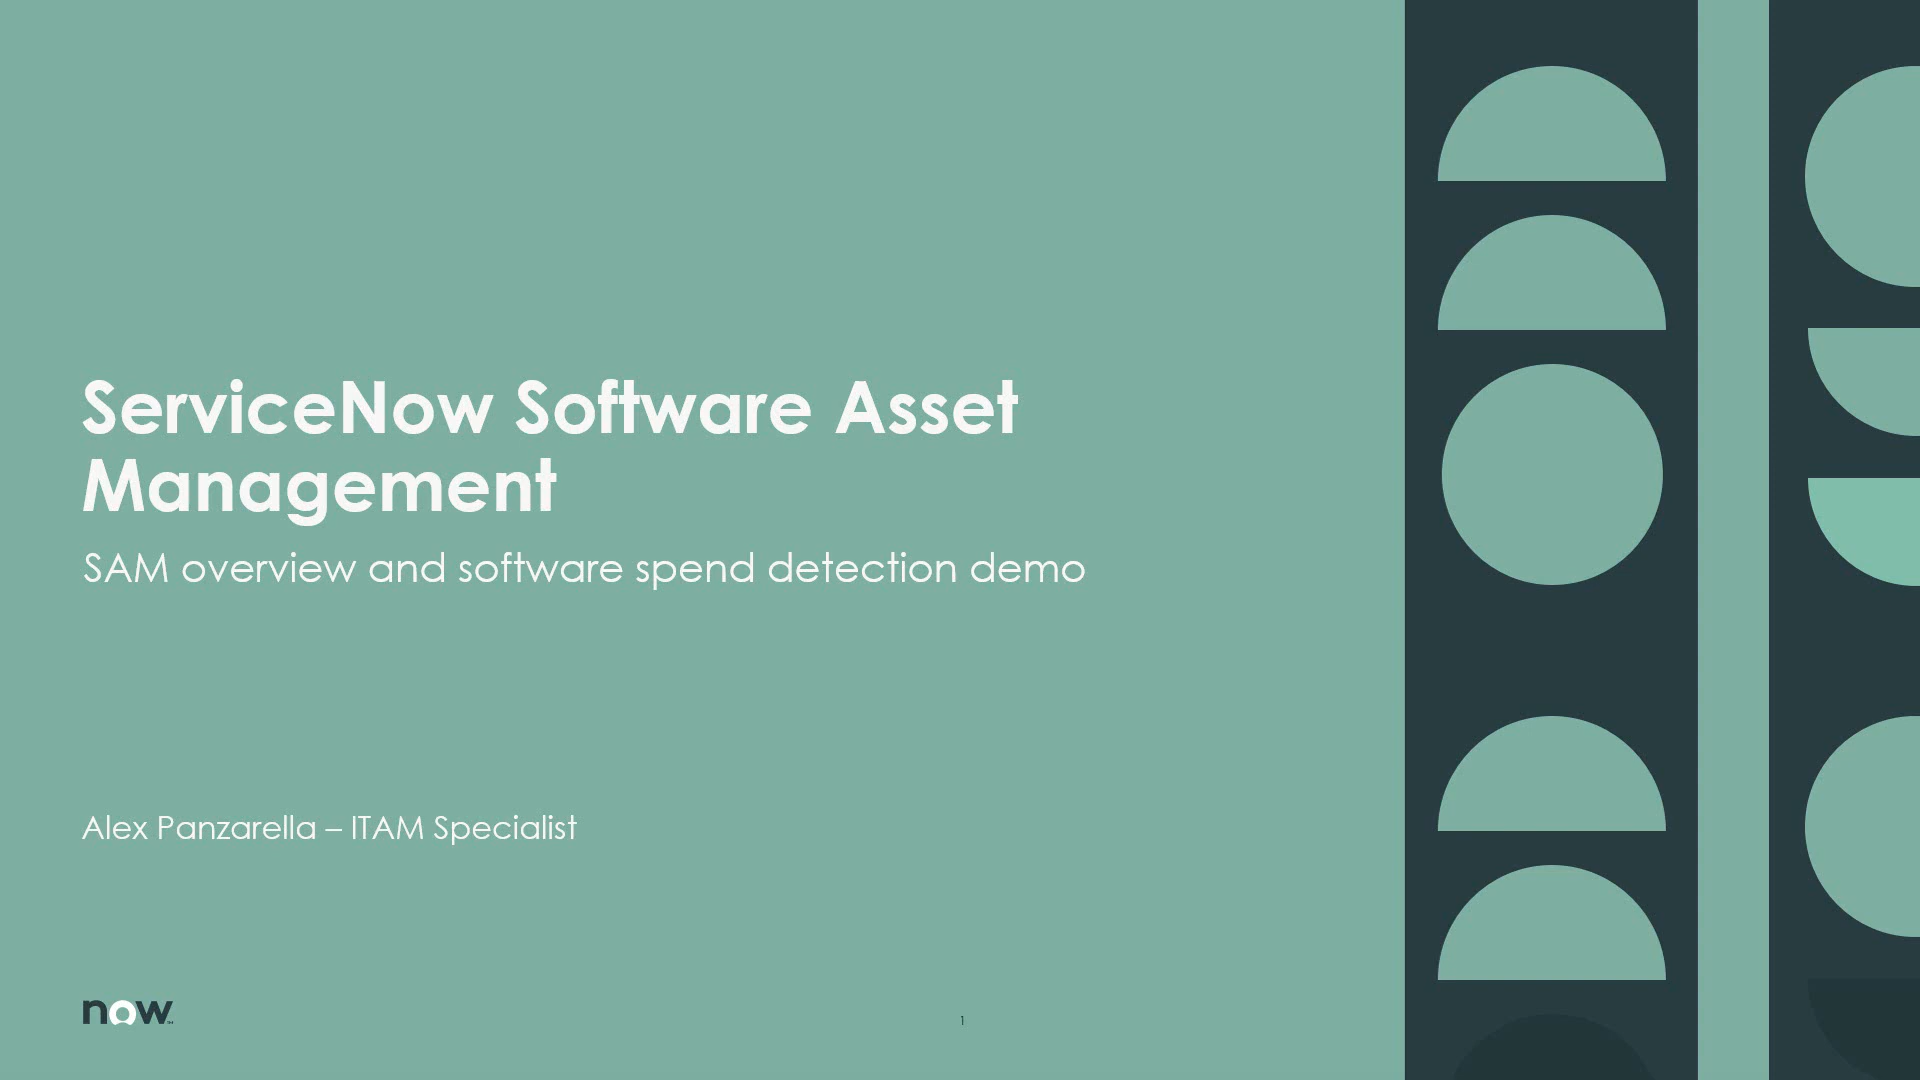 ServiceNow Software Asset
Management
SAM overview and software spend detection demo
Alex Panzarella – ITAM Specialist
now
1